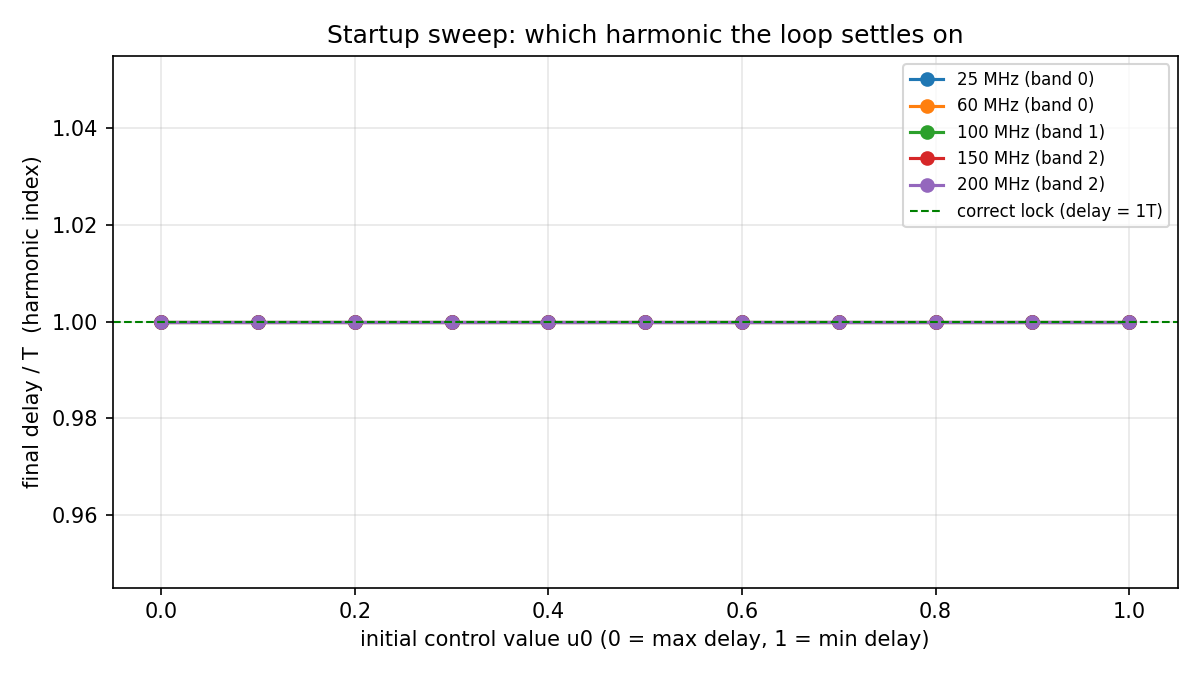 Startup sweep: which harmonic the loop settles on
final delay / T  (harmonic index)
1.04
1.02
1.00
0.98
0.96
25 MHz (band 0)
60 MHz (band 0)
100 MHz (band 1)
150 MHz (band 2)
200 MHz (band 2)
correct lock (delay = 1T)
0.0 0.2 0.4 0.6 0.8 1.0
initial control value u0 (0 = max delay, 1 = min delay)